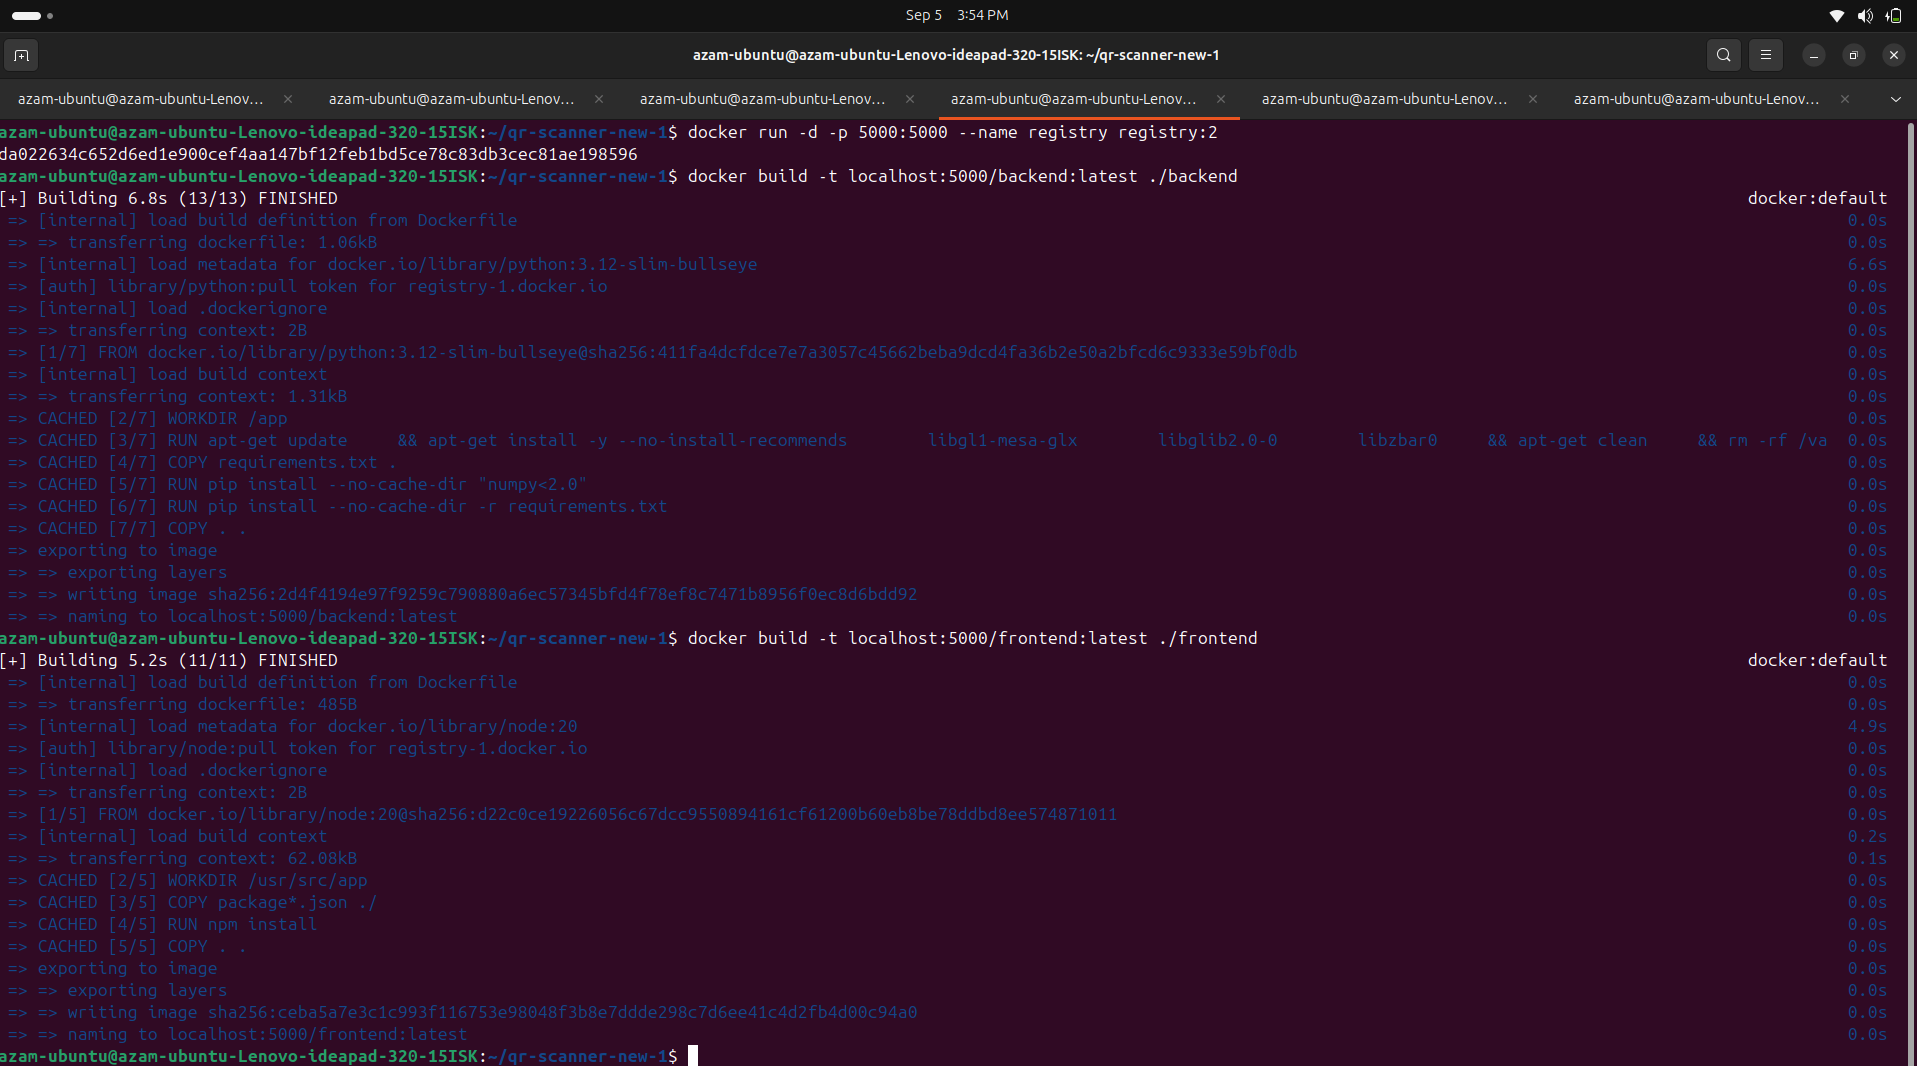 Sep 5 3:54 PM
azam-ubuntu@azam-ubuntu-Lenovo-ideapad-320-15ISK: ~/qr-scanner-new-1
azam-ubuntu@azam-ubuntu-Lenov... azam-ubuntu@azam-ubuntu-Lenov... azam-ubuntu@azam-ubuntu-Lenov... azam-ubuntu@azam-ubuntu-Lenov... azam-ubuntu@azam-ubuntu-Lenov... azam-ubuntu@azam-ubuntu-Lenov...
azam-ubuntu@azam-ubuntu-Lenovo-ideapad-320-15ISK:~/qr-scanner-new-1$ docker run -d -p 5000:5000 --name registry registry:2
da022634c652d6ed1e900cef4aa147bf12feb1bd5ce78c83db3cec81ae198596
azam-ubuntu@azam-ubuntu-Lenovo-ideapad-320-15ISK:~/qr-scanner-new-1$ docker build -t localhost:5000/backend:latest ./backend
[+] Building 6.8s (13/13) FINISHED docker:default
=> [internal] load build definition from Dockerfile 0.0s
=> => transferring dockerfile: 1.06kB 0.0s
=> [internal] load metadata for docker.io/library/python:3.12-slim-bullseye 6.6s
=> [auth] library/python:pull token for registry-1.docker.io 0.0s
=> [internal] load .dockerignore 0.0s
=> => transferring context: 2B 0.0s
=> [1/7] FROM docker.io/library/python:3.12-slim-bullseye@sha256:411fa4dcfdce7e7a3057c45662beba9dcd4fa36b2e50a2bfcd6c9333e59bf0db 0.0s
=> [internal] load build context 0.0s
=> => transferring context: 1.31kB 0.0s
=> CACHED [2/7] WORKDIR /app 0.0s
=> CACHED [3/7] RUN apt-get update && apt-get install -y --no-install-recommends libgl1-mesa-glx libglib2.0-0 libzbar0 && apt-get clean && rm -rf /va 0.0s
=> CACHED [4/7] COPY requirements.txt . 0.0s
=> CACHED [5/7] RUN pip install --no-cache-dir "numpy<2.0" 0.0s
=> CACHED [6/7] RUN pip install --no-cache-dir -r requirements.txt 0.0s
=> CACHED [7/7] COPY . . 0.0s
=> exporting to image 0.0s
=> => exporting layers 0.0s
=> => writing image sha256:2d4f4194e97f9259c790880a6ec57345bfd4f78ef8c7471b8956f0ec8d6bdd92 0.0s
=> => naming to localhost:5000/backend:latest 0.0s
azam-ubuntu@azam-ubuntu-Lenovo-ideapad-320-15ISK:~/qr-scanner-new-1$ docker build -t localhost:5000/frontend:latest ./frontend
[+] Building 5.2s (11/11) FINISHED docker:default
=> [internal] load build definition from Dockerfile 0.0s
=> => transferring dockerfile: 485B 0.0s
=> [internal] load metadata for docker.io/library/node:20 4.9s
=> [auth] library/node:pull token for registry-1.docker.io 0.0s
=> [internal] load .dockerignore 0.0s
=> => transferring context: 2B 0.0s
=> [1/5] FROM docker.io/library/node:20@sha256:d22c0ce19226056c67dcc9550894161cf61200b60eb8be78ddbd8ee574871011 0.0s
=> [internal] load build context 0.2s
=> => transferring context: 62.08kB 0.1s
=> CACHED [2/5] WORKDIR /usr/src/app 0.0s
=> CACHED [3/5] COPY package*.json ./ 0.0s
=> CACHED [4/5] RUN npm install 0.0s
=> CACHED [5/5] COPY . . 0.0s
=> exporting to image 0.0s
=> => exporting layers 0.0s
=> => writing image sha256:ceba5a7e3c1c993f116753e98048f3b8e7ddde298c7d6ee41c4d2fb4d00c94a0 0.0s
=> => naming to localhost:5000/frontend:latest 0.0s
azam-ubuntu@azam-ubuntu-Lenovo-ideapad-320-15ISK:~/qr-scanner-new-1$